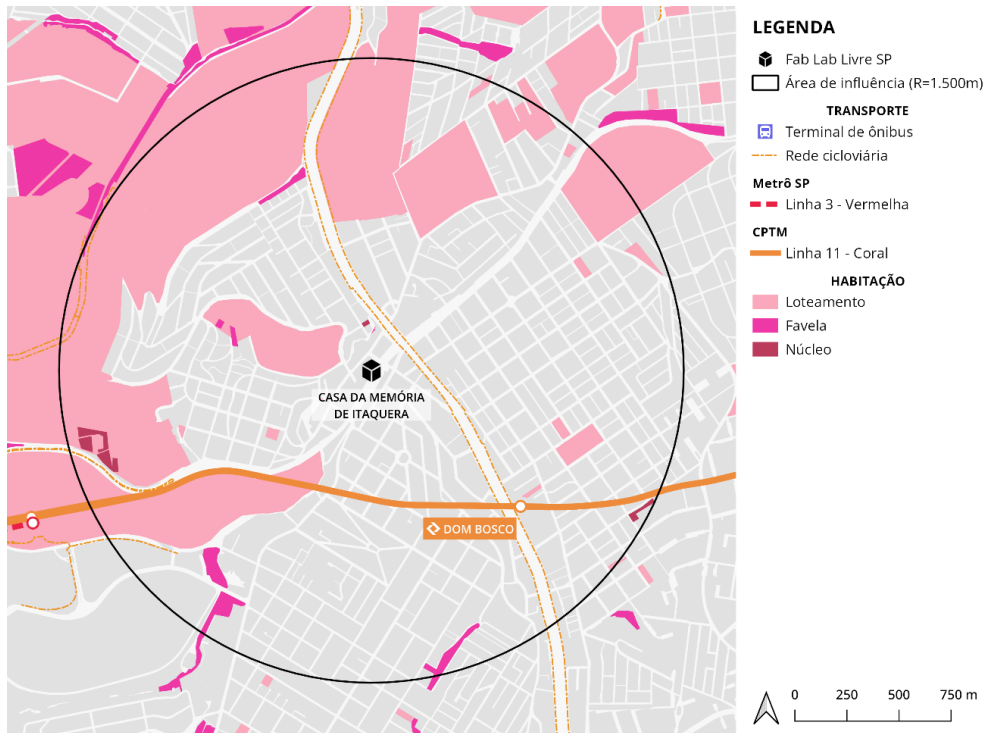 LEGENDA
Fab Lab Livre SP
Área de influência (R=1.500m)
TRANSPORTE
Terminal de ônibus
Rede cicloviária
Metrô SP
Linha 3 - Vermelha
CPTM
Linha 11 - Coral
HABITAÇÃO
Loteamento
Favela
Núcleo
CASA DA MEMÓRIA
DE ITAQUERA
DOM BOSCO
0 250 500 750 m